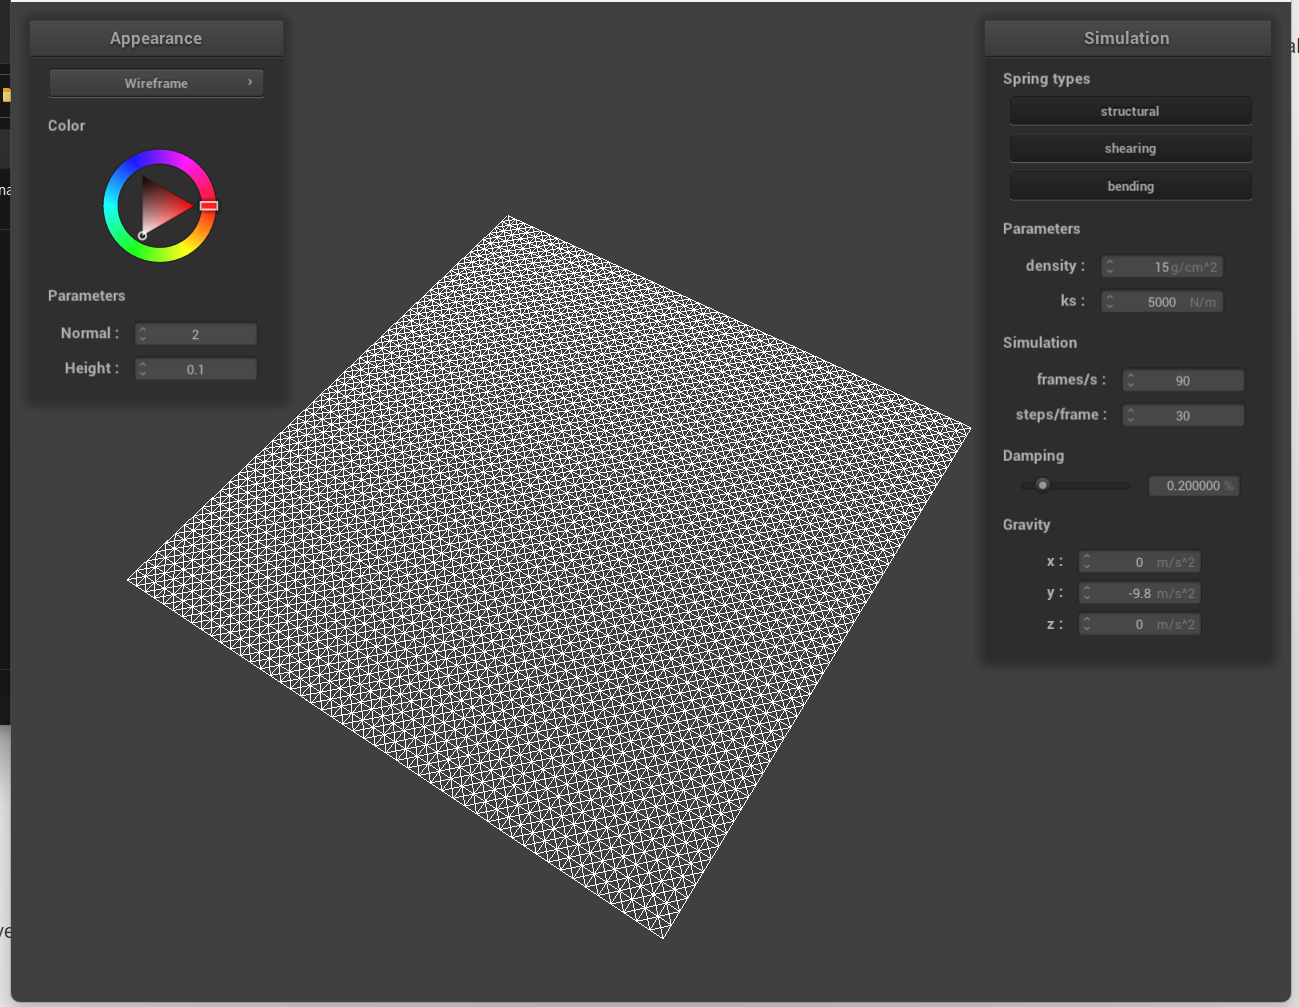 Appearance
Wireframe
Color
Parameters
Normal :
2
Height :
0.1
Simulation
Spring types
structural
shearing
bending
Parameters
density :
15 g/cm^2
ks :
5000 N/m
Simulation
frames/s :
90
steps/frame :
30
Damping
0.200000 %
Gravity
x :
0 m/s^2
y :
-9.8 m/s^2
z :
0 m/s^2